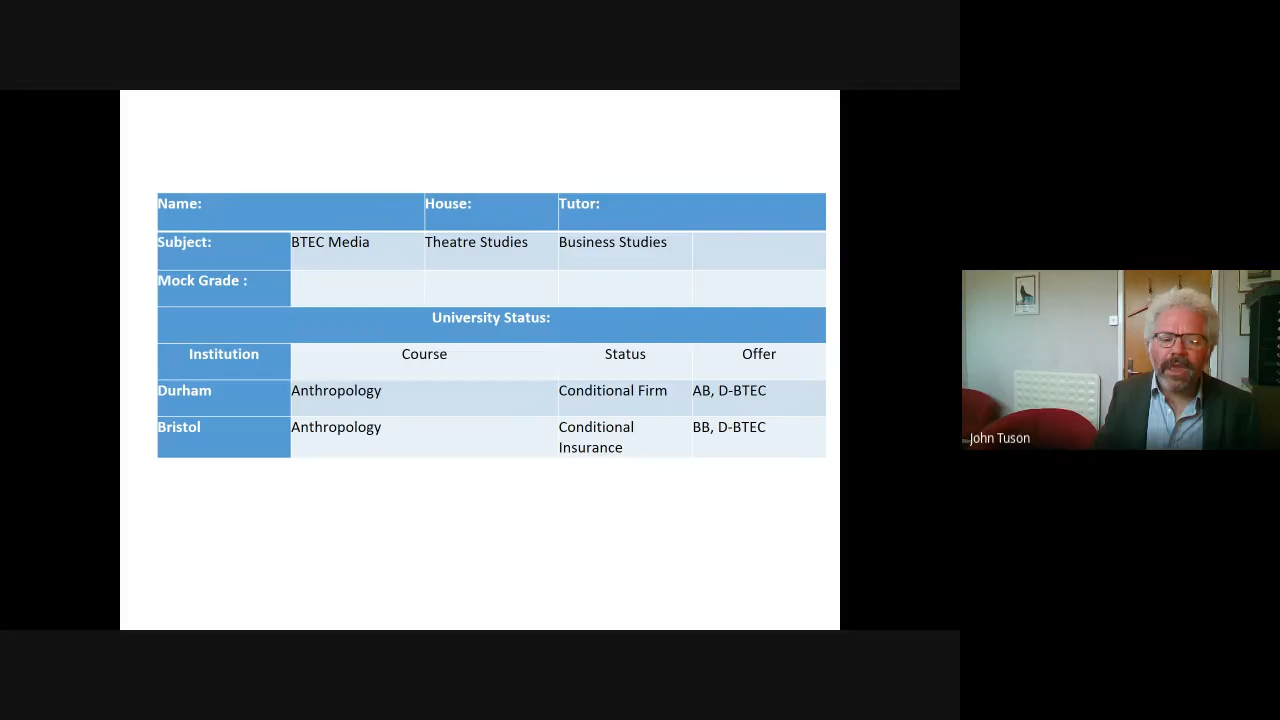 Name: House: Tutor:
Subject: BTEC Media Theatre Studies Business Studies
Mock Grade :
University Status:
Institution Course Status Offer
Durham Anthropology Conditional Firm AB, D-BTEC
Bristol Anthropology Conditional BB, D-BTEC
Insurance
John Tuson